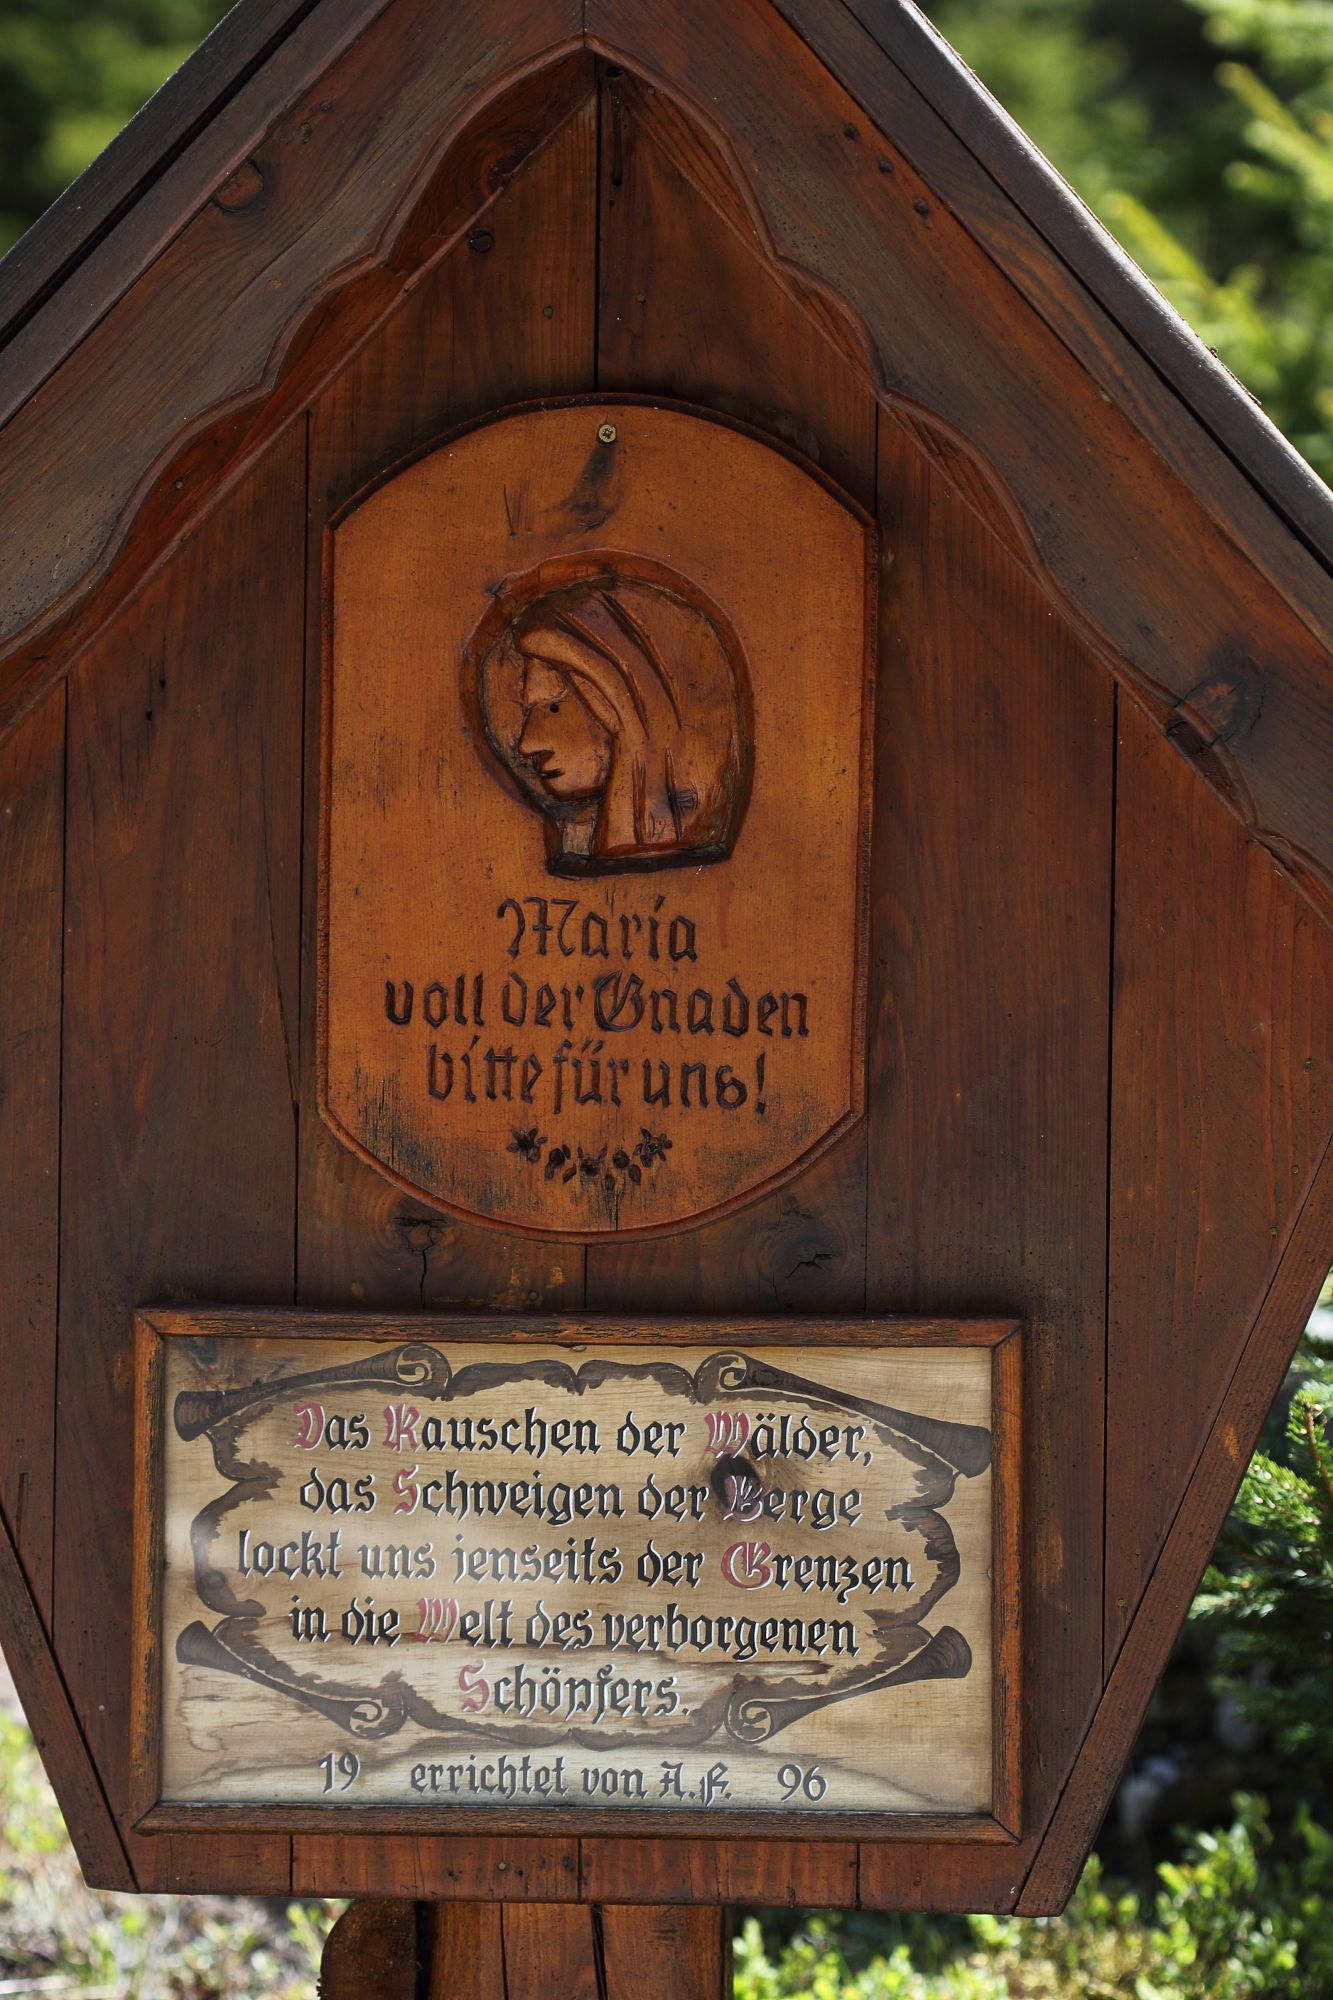 Maria
voll der Gnaden
bitte für uns!
Das Rauschen der Wälder,
das Schweigen der Berge
lockt uns jenseits der Grenzen
in die Welt des verborgenen
Schöpfers.
19 errichtet von A.F. 96